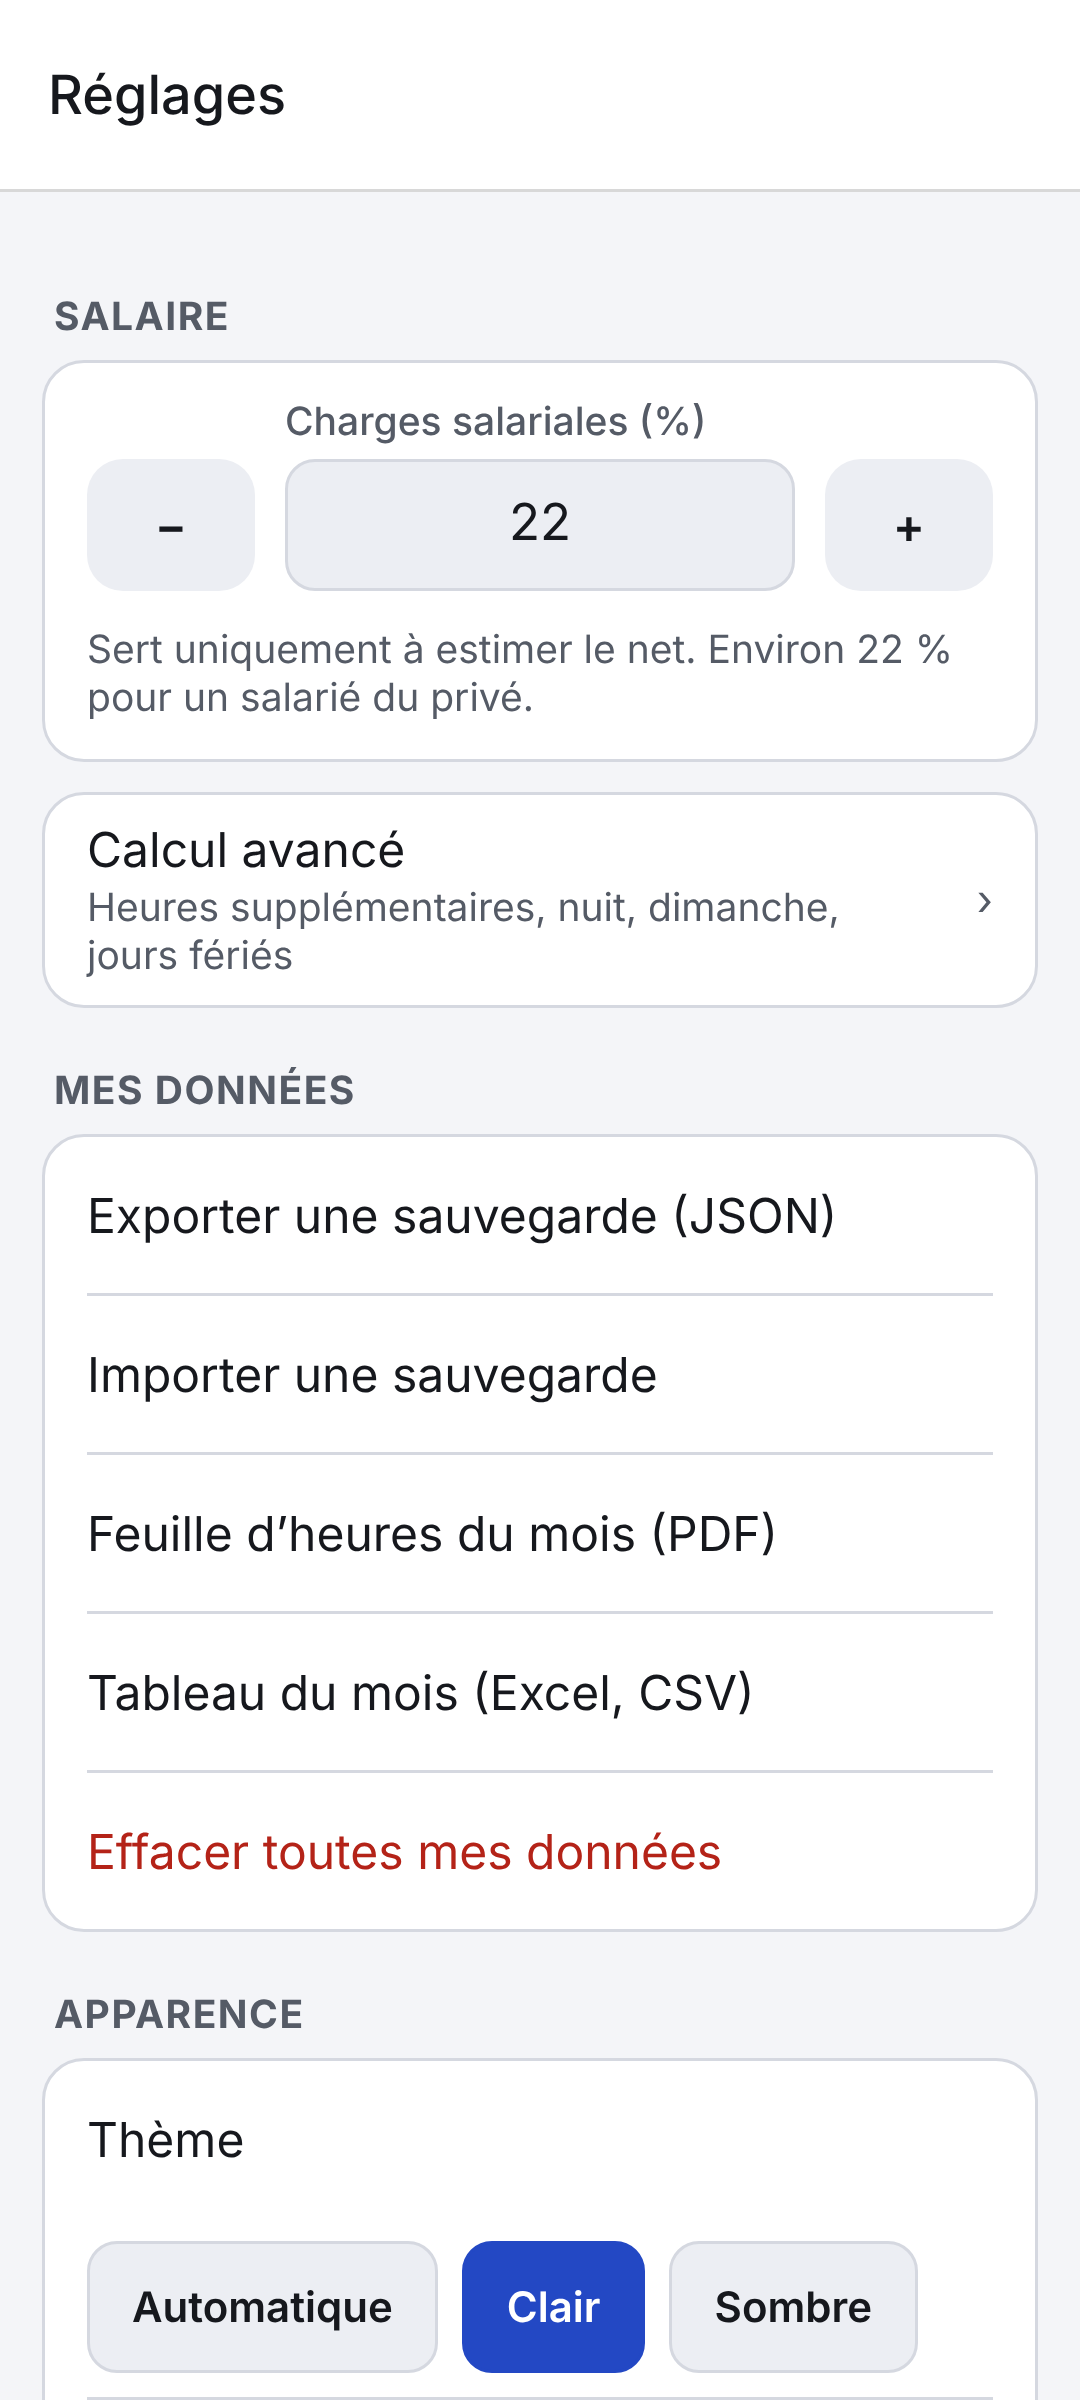 Réglages
SALAIRE
Charges salariales (%)
− 22 +
Sert uniquement à estimer le net. Environ 22 %
pour un salarié du privé.
Calcul avancé
Heures supplémentaires, nuit, dimanche,
jours fériés
›
MES DONNÉES
Exporter une sauvegarde (JSON)
Importer une sauvegarde
Feuille d’heures du mois (PDF)
Tableau du mois (Excel, CSV)
Effacer toutes mes données
APPARENCE
Thème
Automatique Clair Sombre